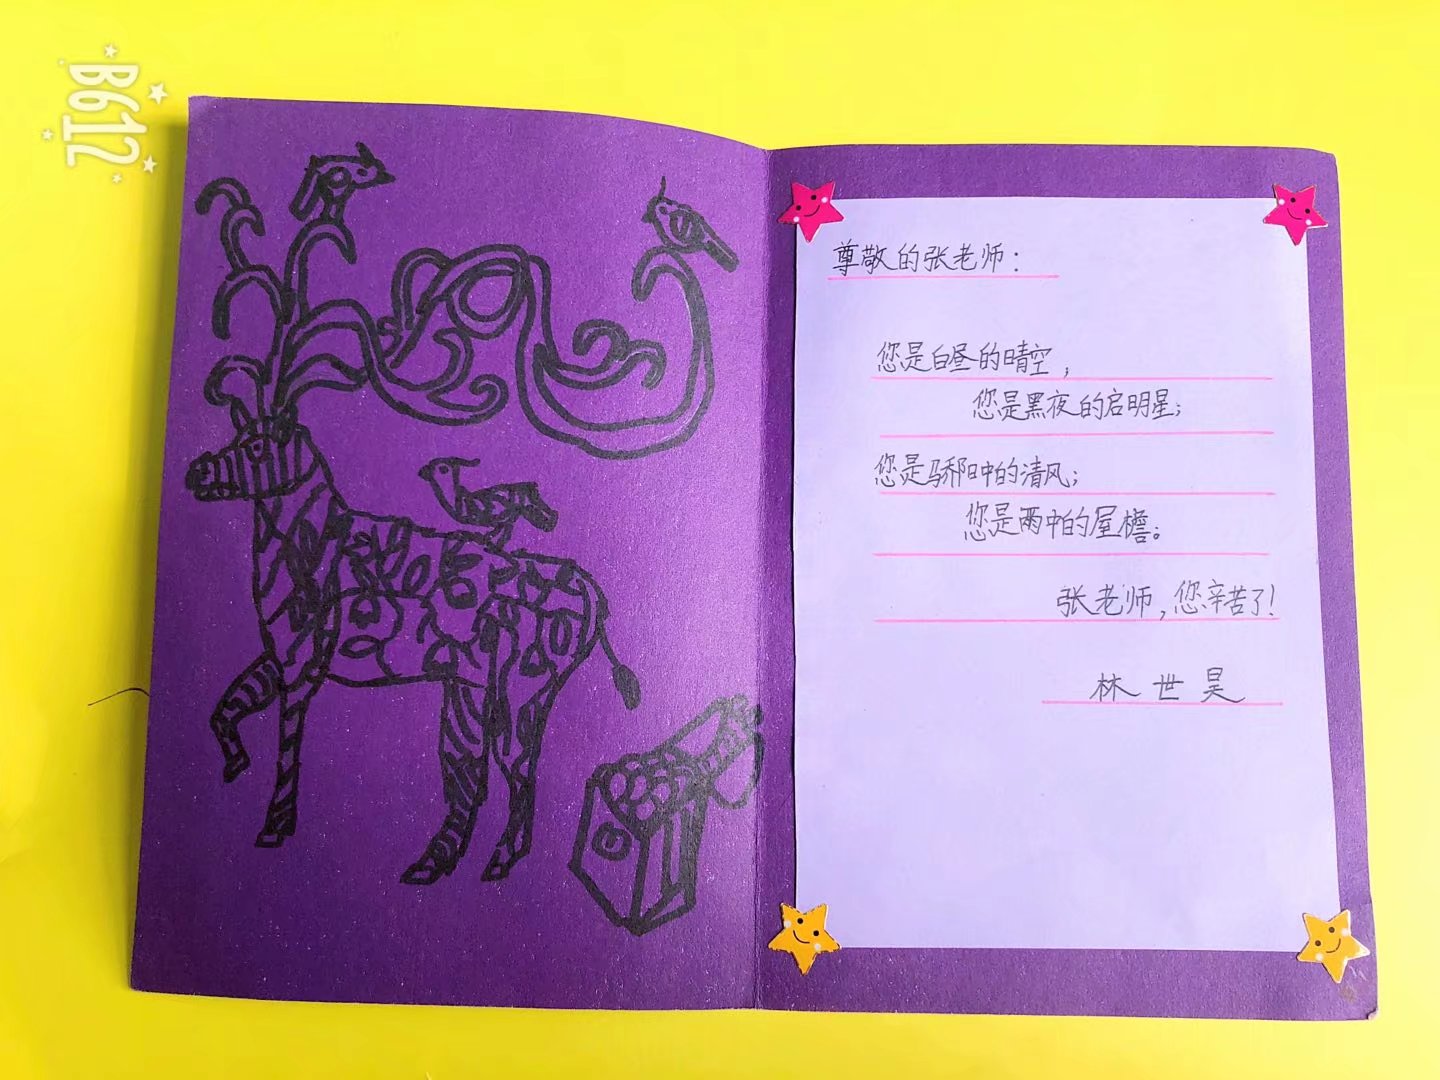 B612
尊敬的张老师：
您是白昼的晴空，
您是黑夜的启明星；
您是骄阳中的清风；
您是雨中的屋檐。
张老师，您辛苦了！
林世昊